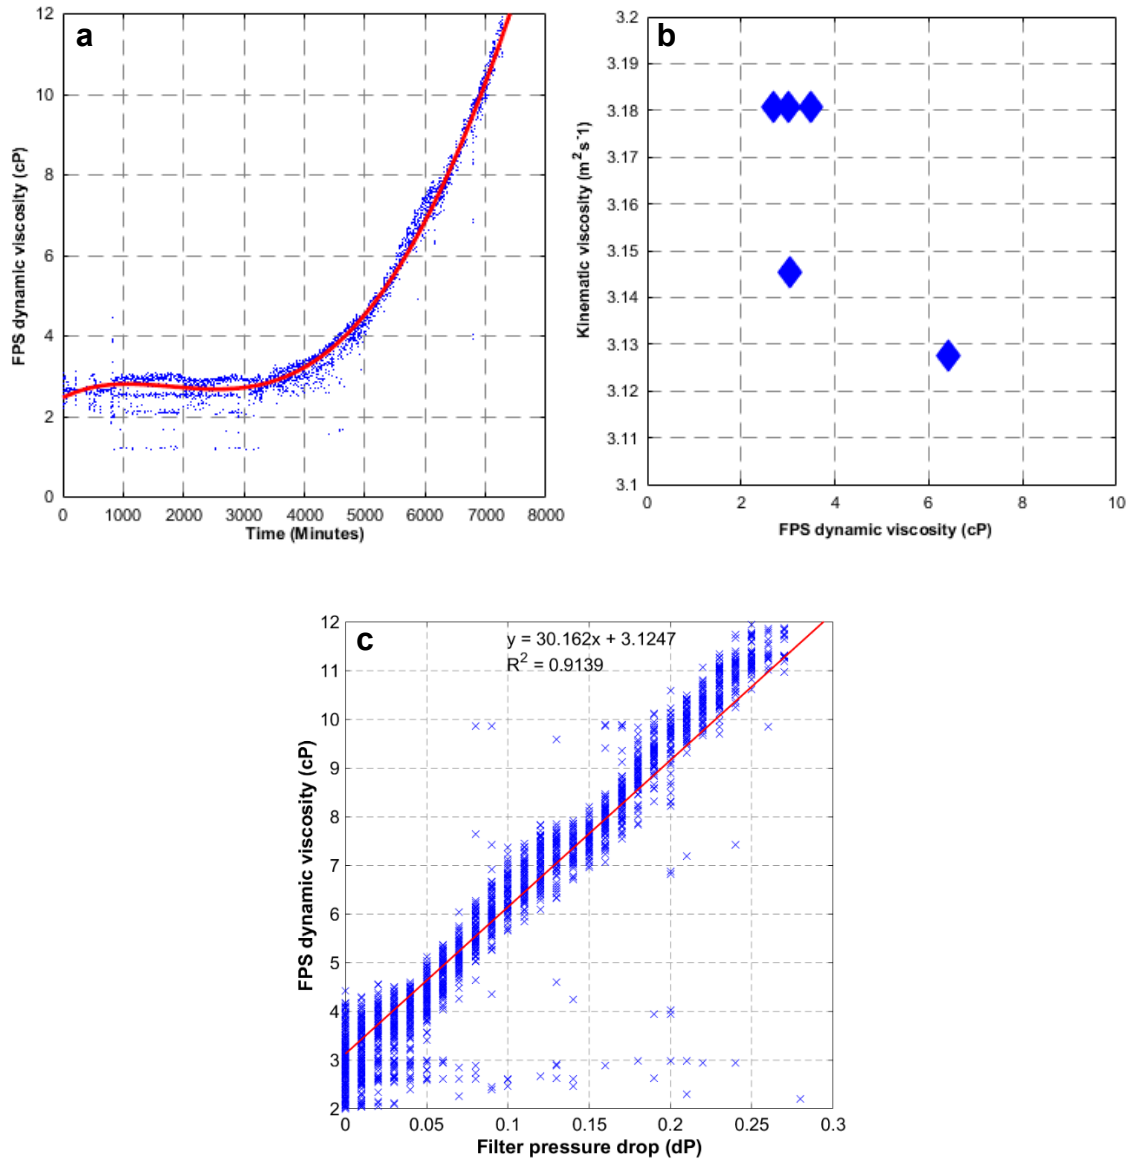 a
12
10
8
6
4
2
0
FPS dynamic viscosity (cP)
0 1000 2000 3000 4000 5000 6000 7000 8000
Time (Minutes)
b
3.2
3.19
3.18
3.17
3.16
3.15
3.14
3.13
3.12
3.11
3.1
Kinematic viscosity (m²s⁻¹)
0 2 4 6 8 10
FPS dynamic viscosity (cP)
c
y = 30.162x + 3.1247
R² = 0.9139
12
11
10
9
8
7
6
5
4
3
2
FPS dynamic viscosity (cP)
0 0.05 0.1 0.15 0.2 0.25 0.3
Filter pressure drop (dP)